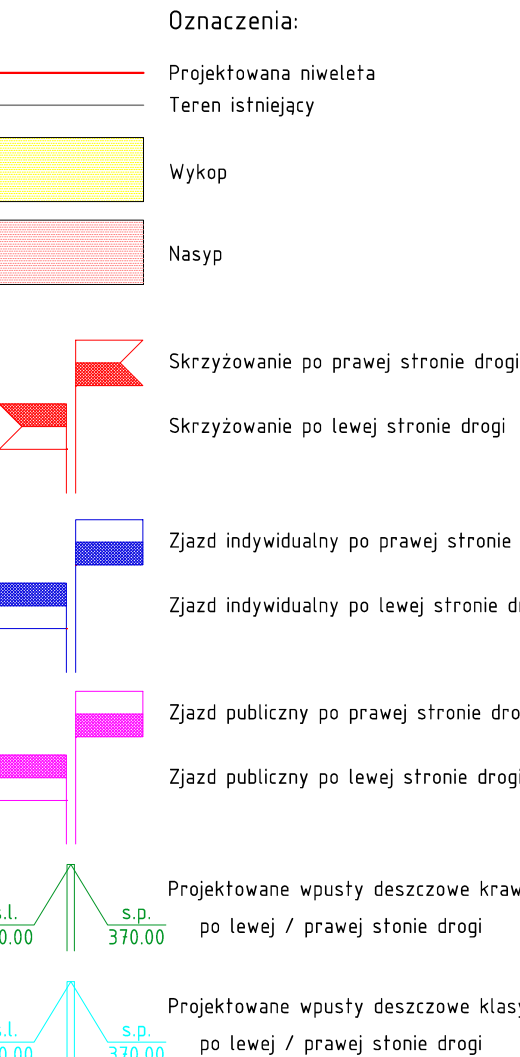 Oznaczenia:
Projektowana niweleta
Teren istniejący
Wykop
Nasyp
Skrzyżowanie po prawej stronie drogi
Skrzyżowanie po lewej stronie drogi
Zjazd indywidualny po prawej stronie
Zjazd indywidualny po lewej stronie
Zjazd publiczny po prawej stronie
Zjazd publiczny po lewej stronie drogi
s.p.
370.00
Projektowane wpusty deszczowe
po lewej / prawej stonie drogi
s.p.
370.00
Projektowane wpusty deszczowe
po lewej / prawej stonie drogi